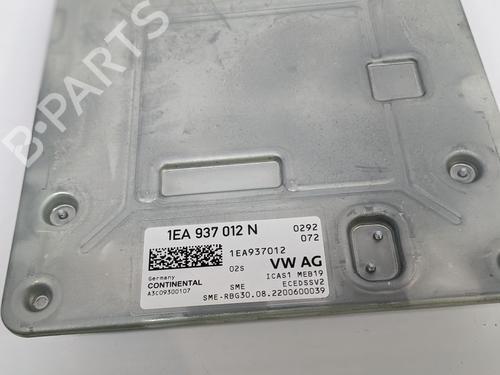 B-PARTS
1EA 937 012 N
0292
072
1EA937012
VW AG
02S
ICAS1 MEB19
Germany
CONTINENTAL
SME
ECEDSSV2
A3C09300107
SME-RBG30.08.2200600039